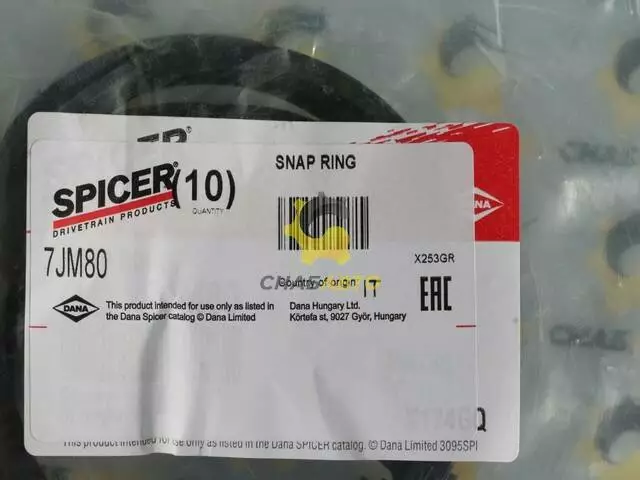 SPICER® (10)
QUANTITY
DRIVETRAIN PRODUCTS
SNAP RING
7JM80
X253GR
Country of origin IT
DANA
This product intended for use only as listed in
the Dana Spicer catalog © Dana Limited
Dana Hungary Ltd.
Körtefa st, 9027 Győr, Hungary
EAC
ANA
This product intended for use only as listed in the Dana SPICER catalog. © Dana Limited 3095SPI